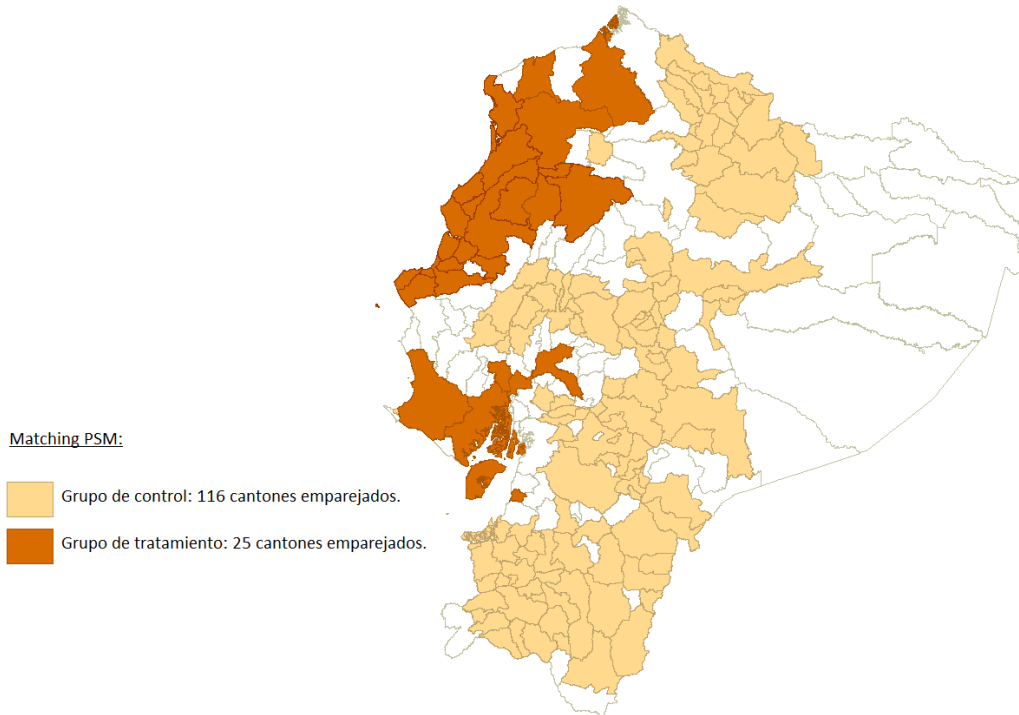 Matching PSM:
Grupo de control: 116 cantones emparejados.
Grupo de tratamiento: 25 cantones emparejados.